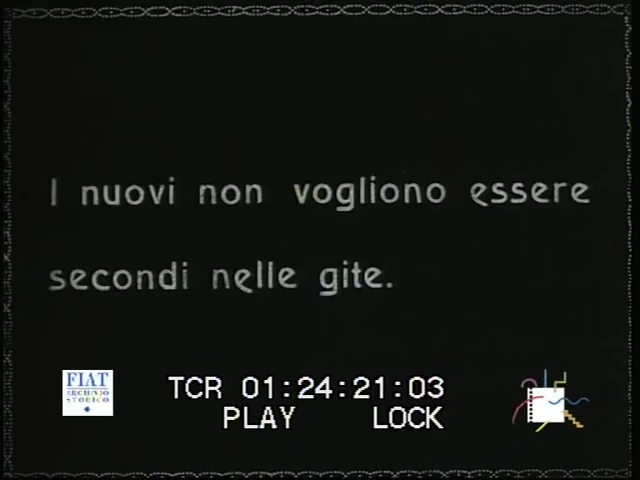 I nuovi non vogliono essere
secondi nelle gite.
FIAT
ARCHIVIO
STORICO
TCR 01:24:21:03
PLAY LOCK